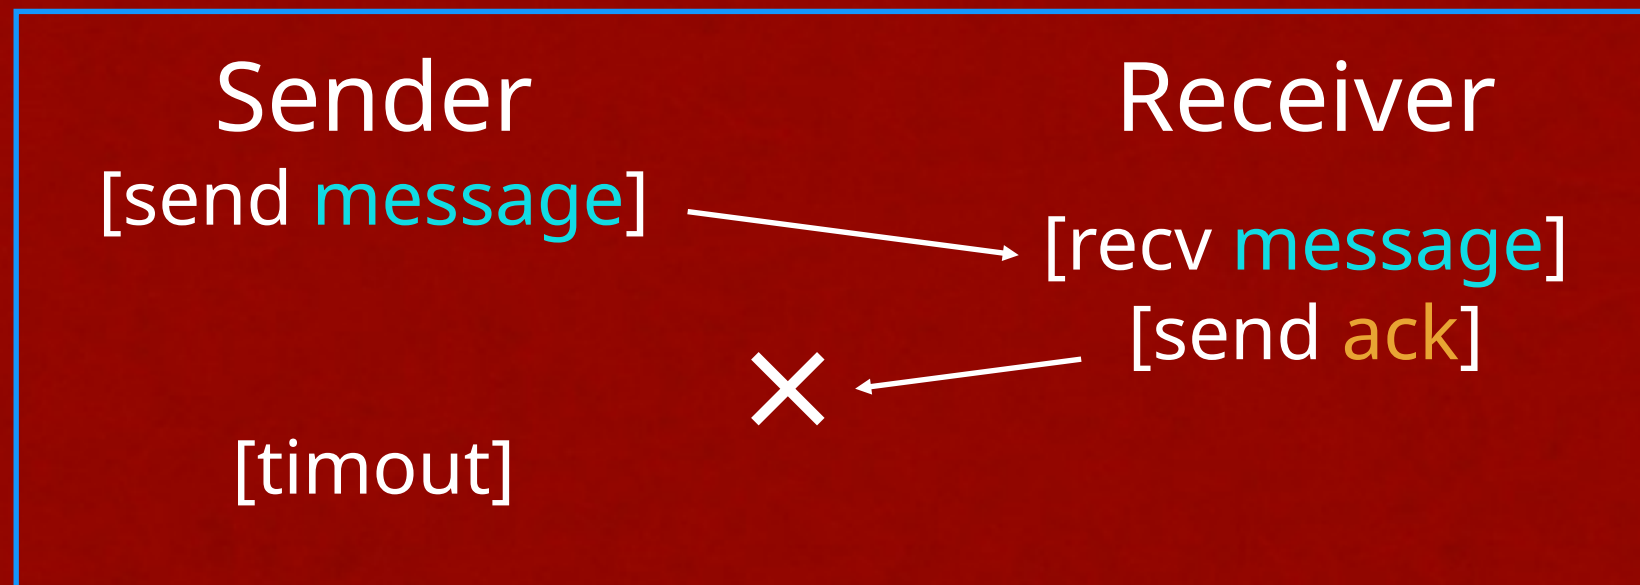 Sender
[send message]
[timout]
Receiver
[recv message]
[send ack]